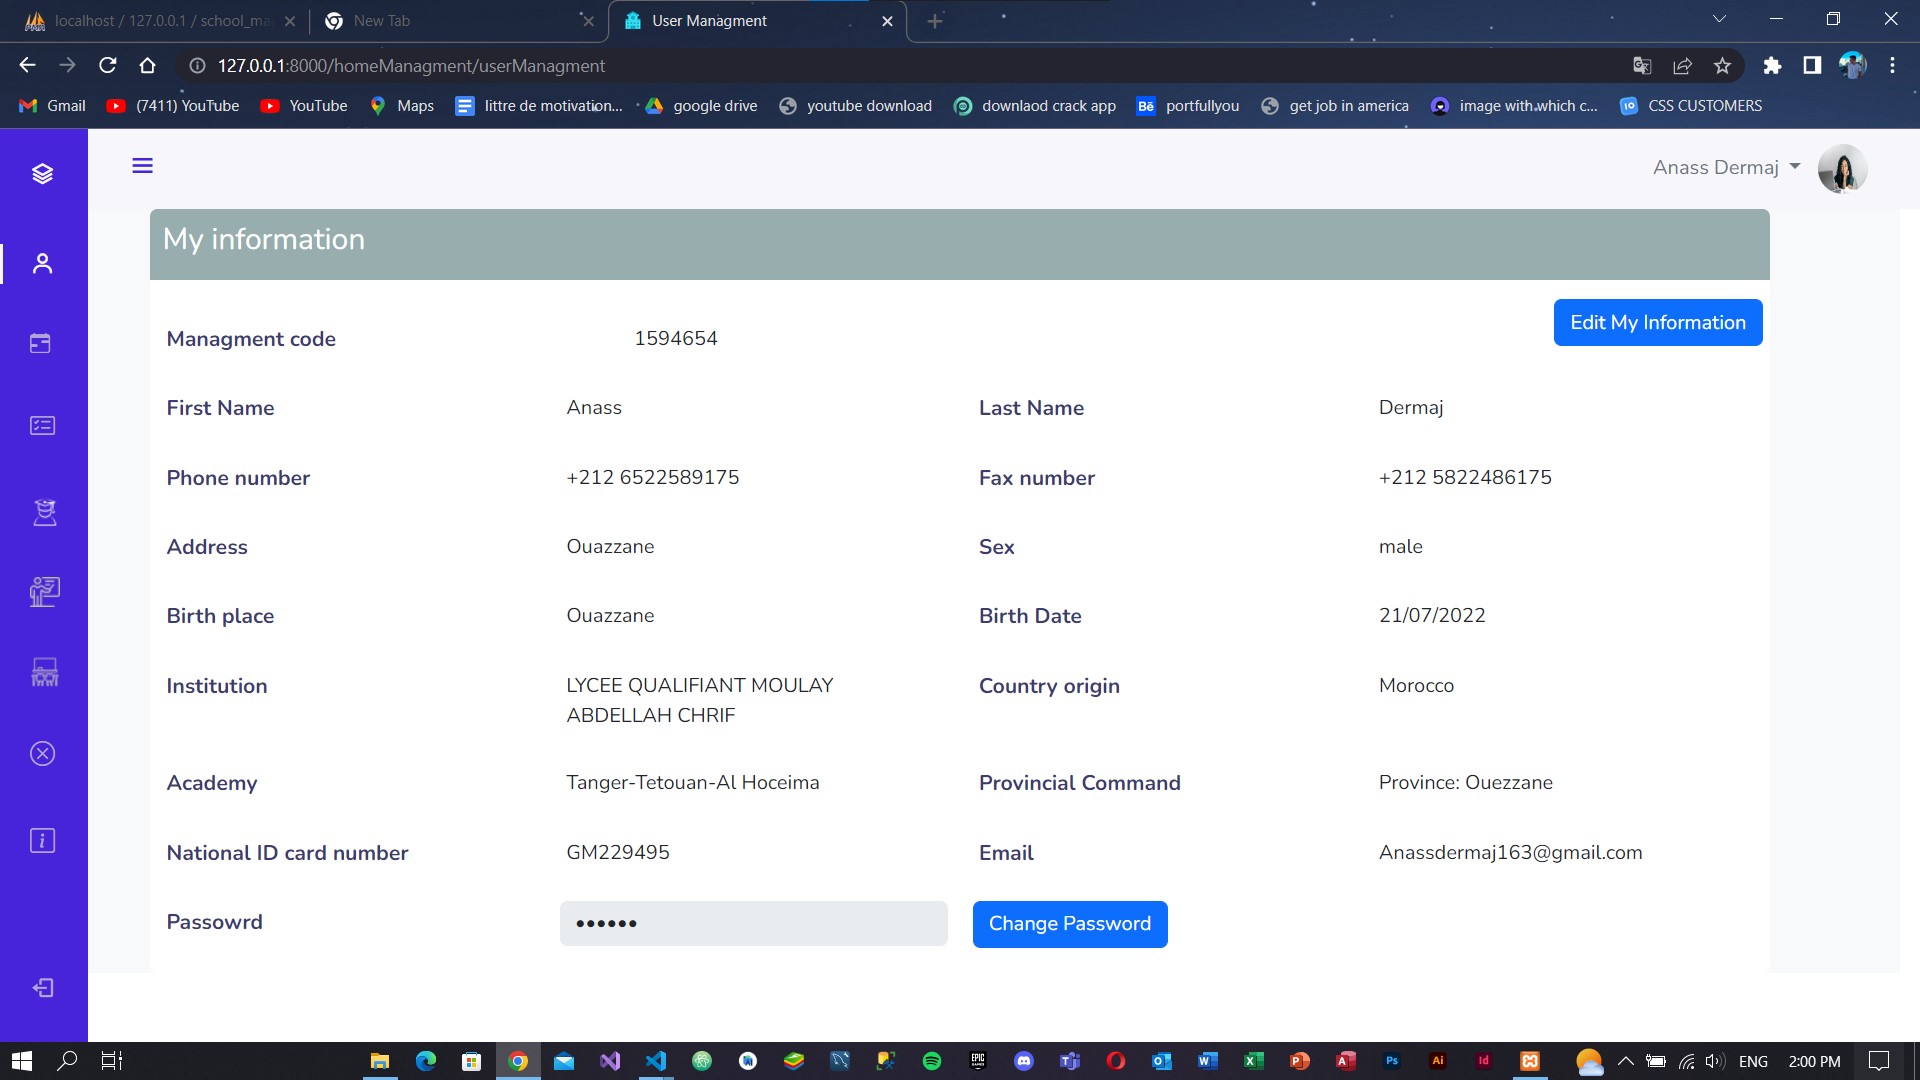 localhost / 127.0.0.1 / school_ma
New Tab
User Managment
127.0.0.1:8000/homeManagment/userManagment
Gmail
(7411) YouTube
YouTube
Maps
littre de motivation...
google drive
youtube download
downlaod crack app
Bē portfullyou
get job in america
image with which c...
CSS CUSTOMERS
Anass Dermaj
My information
Edit My Information
Managment code 1594654
First Name Anass Last Name Dermaj
Phone number +212 6522589175 Fax number +212 5822486175
Address Ouazzane Sex male
Birth place Ouazzane Birth Date 21/07/2022
Institution LYCEE QUALIFIANT MOULAY Country origin Morocco
ABDELLAH CHRIF
Academy Tanger-Tetouan-Al Hoceima Provincial Command Province: Ouezzane
National ID card number GM229495 Email Anassdermaj163@gmail.com
Passowrd •••••• Change Password
ENG 2:00 PM